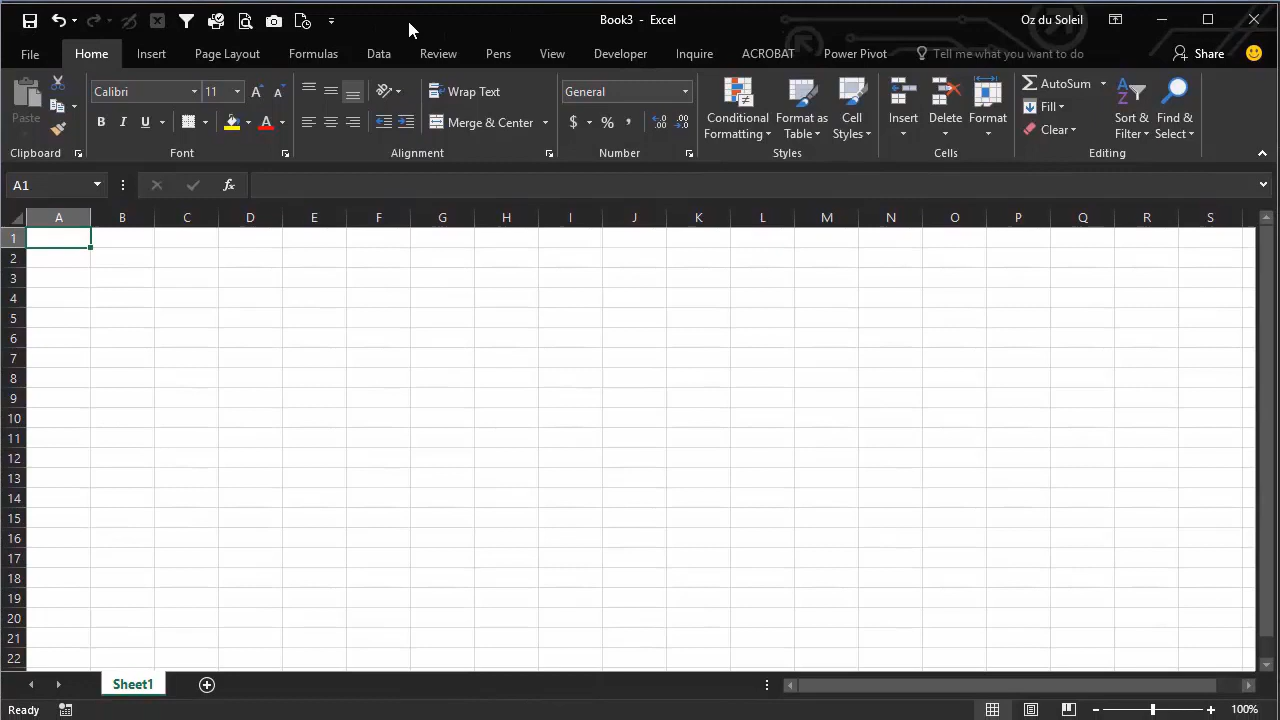 Book3 - Excel
Oz du Soleil
File
Home
Insert
Page Layout
Formulas
Data
Review
Pens
View
Developer
Inquire
ACROBAT
Power Pivot
Tell me what you want to do
Share
Paste
Clipboard
Calibri
11
B
I
U
A
Font
Wrap Text
Merge & Center
Alignment
General
$
%
,
Number
Conditional
Formatting
Format as
Table
Cell
Styles
Styles
Insert
Delete
Format
Cells
AutoSum
Fill
Clear
Sort &
Filter
Find &
Select
Editing
A1
fx
A B C D E F G H I J K L M N O P Q R S
1
2
3
4
5
6
7
8
9
10
11
12
13
14
15
16
17
18
19
20
21
22
Sheet1
Ready
100%